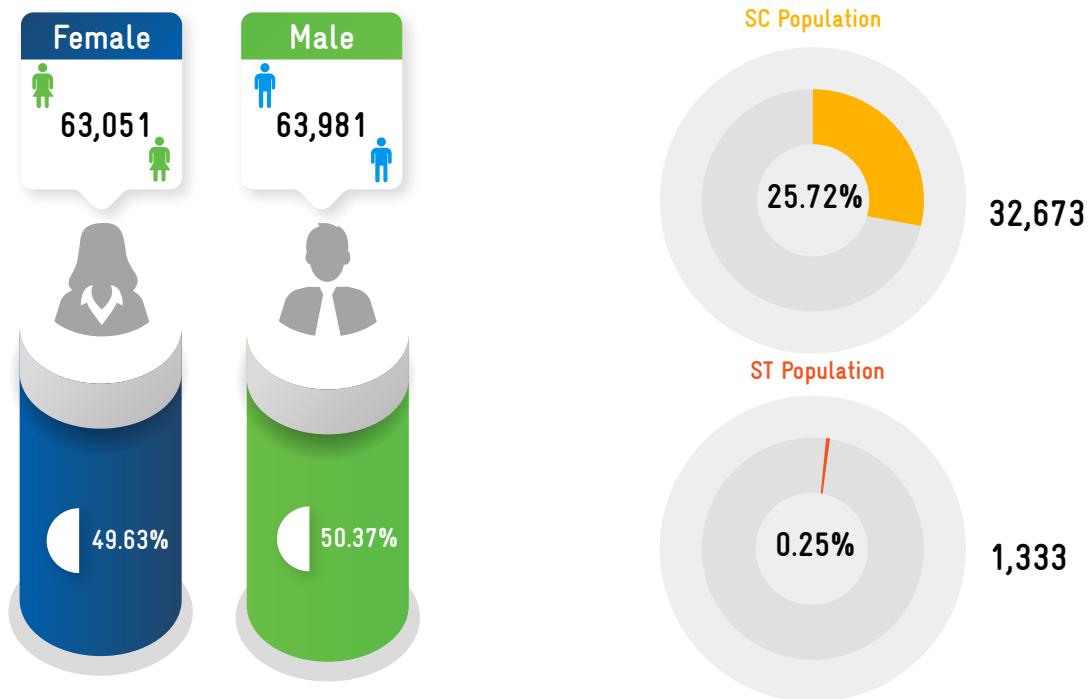 Female
63,051
49.63%
Male
63,981
50.37%
SC Population
25.72%
32,673
ST Population
0.25%
1,333